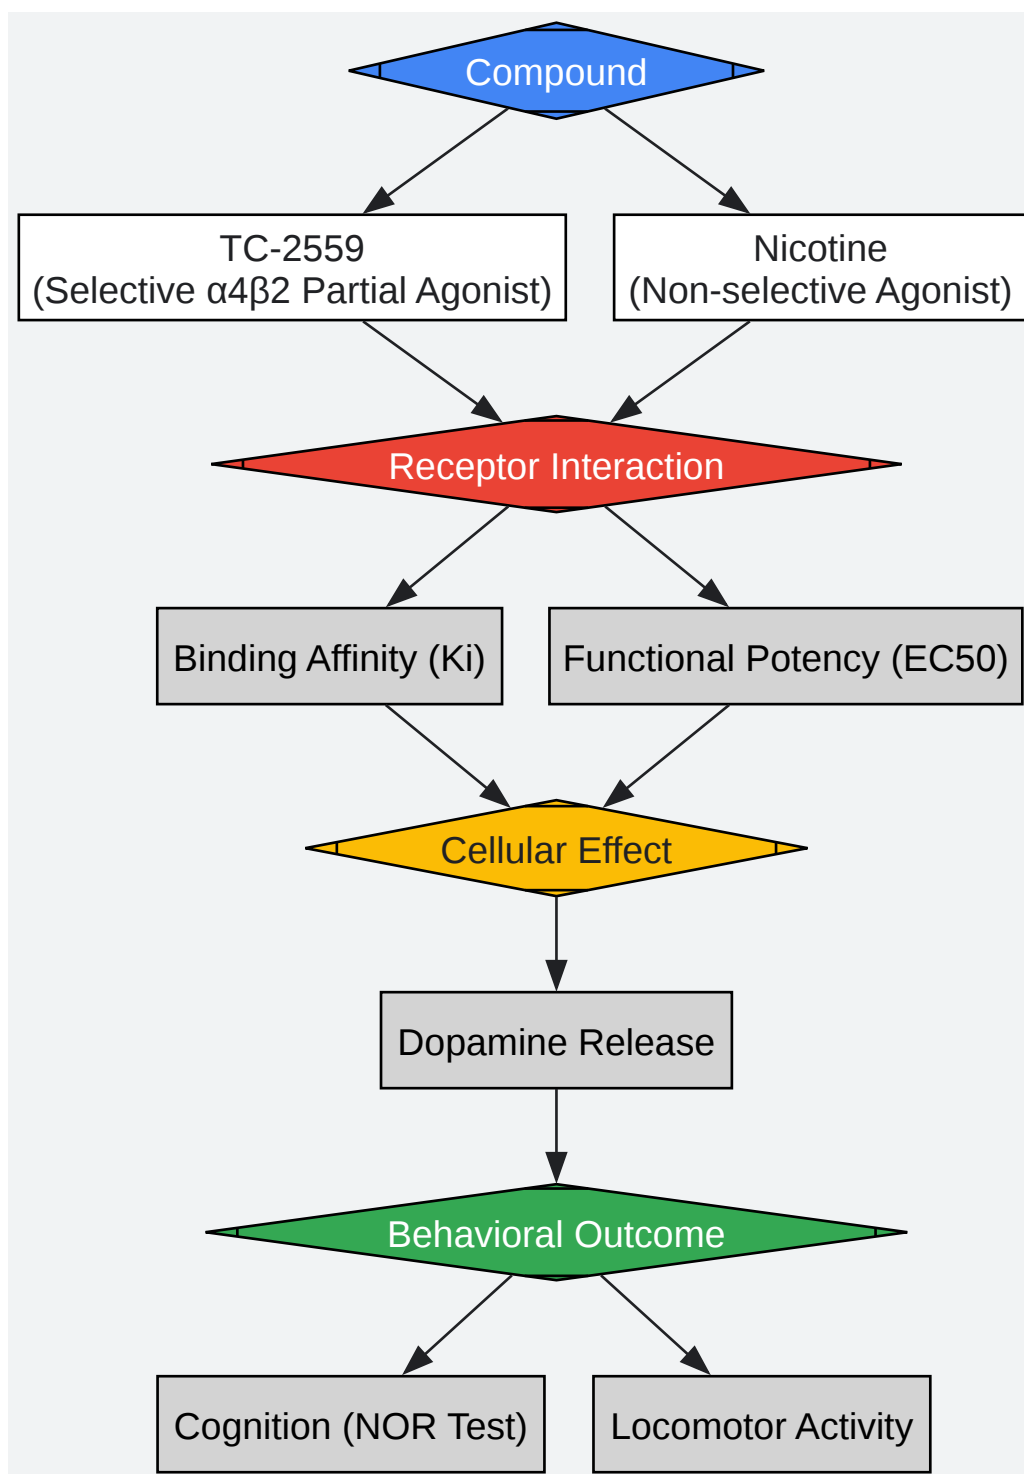 Compound
TC-2559
(Selective α4β2 Partial Agonist)
Nicotine
(Non-selective Agonist)
Receptor Interaction
Binding Affinity (Ki)
Functional Potency (EC50)
Cellular Effect
Dopamine Release
Behavioral Outcome
Cognition (NOR Test)
Locomotor Activity